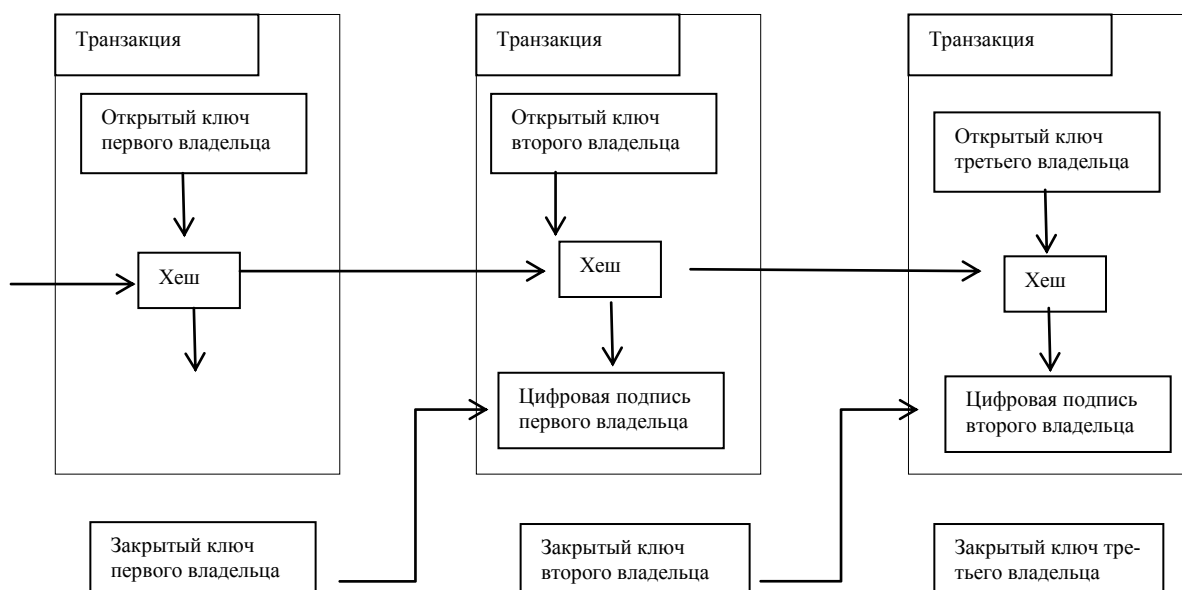 Транзакция
Транзакция
Транзакция
Открытый ключ
первого владельца
Открытый ключ
второго владельца
Открытый ключ
третьего владельца
Хеш
Хеш
Хеш
Цифровая подпись
первого владельца
Цифровая подпись
второго владельца
Закрытый ключ
первого владельца
Закрытый ключ
второго владельца
Закрытый ключ тре-
тьего владельца